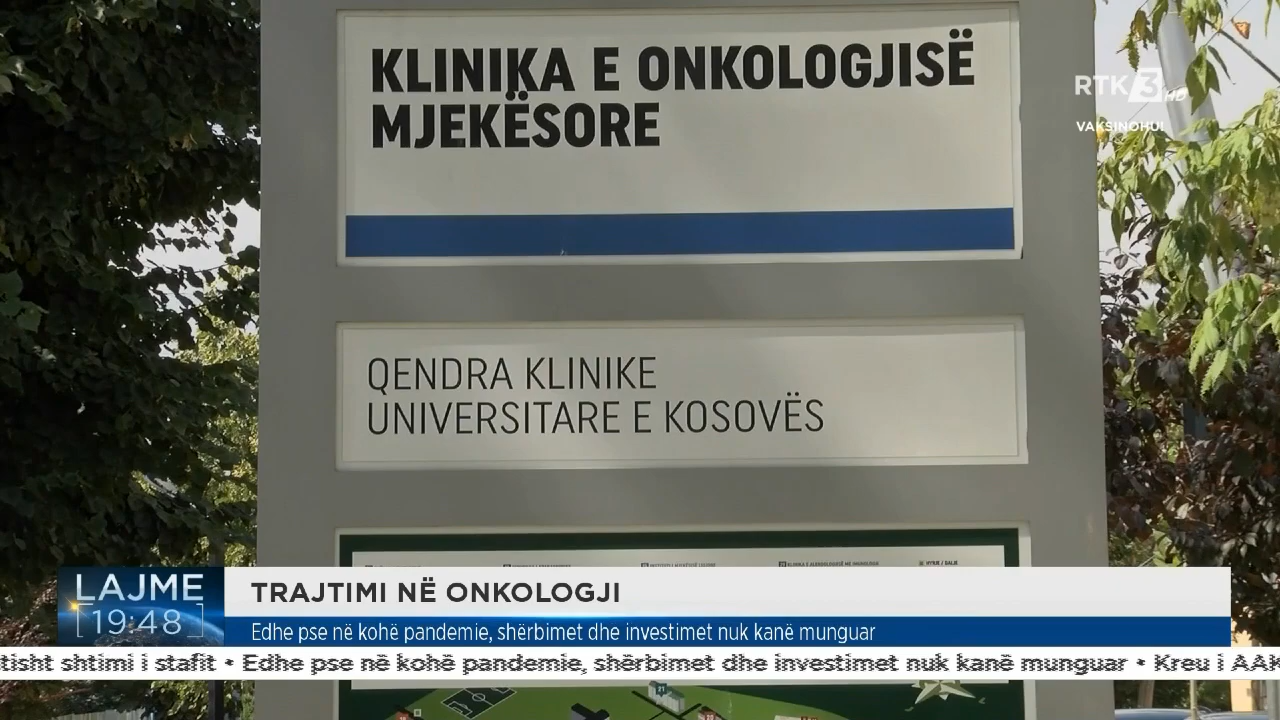 KLINIKA E ONKOLOGJISË
MJEKËSORE
RTK 3 HD
VAKSINOHU!
QENDRA KLINIKE
UNIVERSITARE E KOSOVËS
HYRJE / DALJE
LAJME
19:48
TRAJTIMI NË ONKOLOGJI
Edhe pse në kohë pandemie, shërbimet dhe investimet nuk kanë munguar
tisht shtimi i stafit • Edhe pse në kohë pandemie, shërbimet dhe investimet nuk kanë munguar • Kreu i AAK